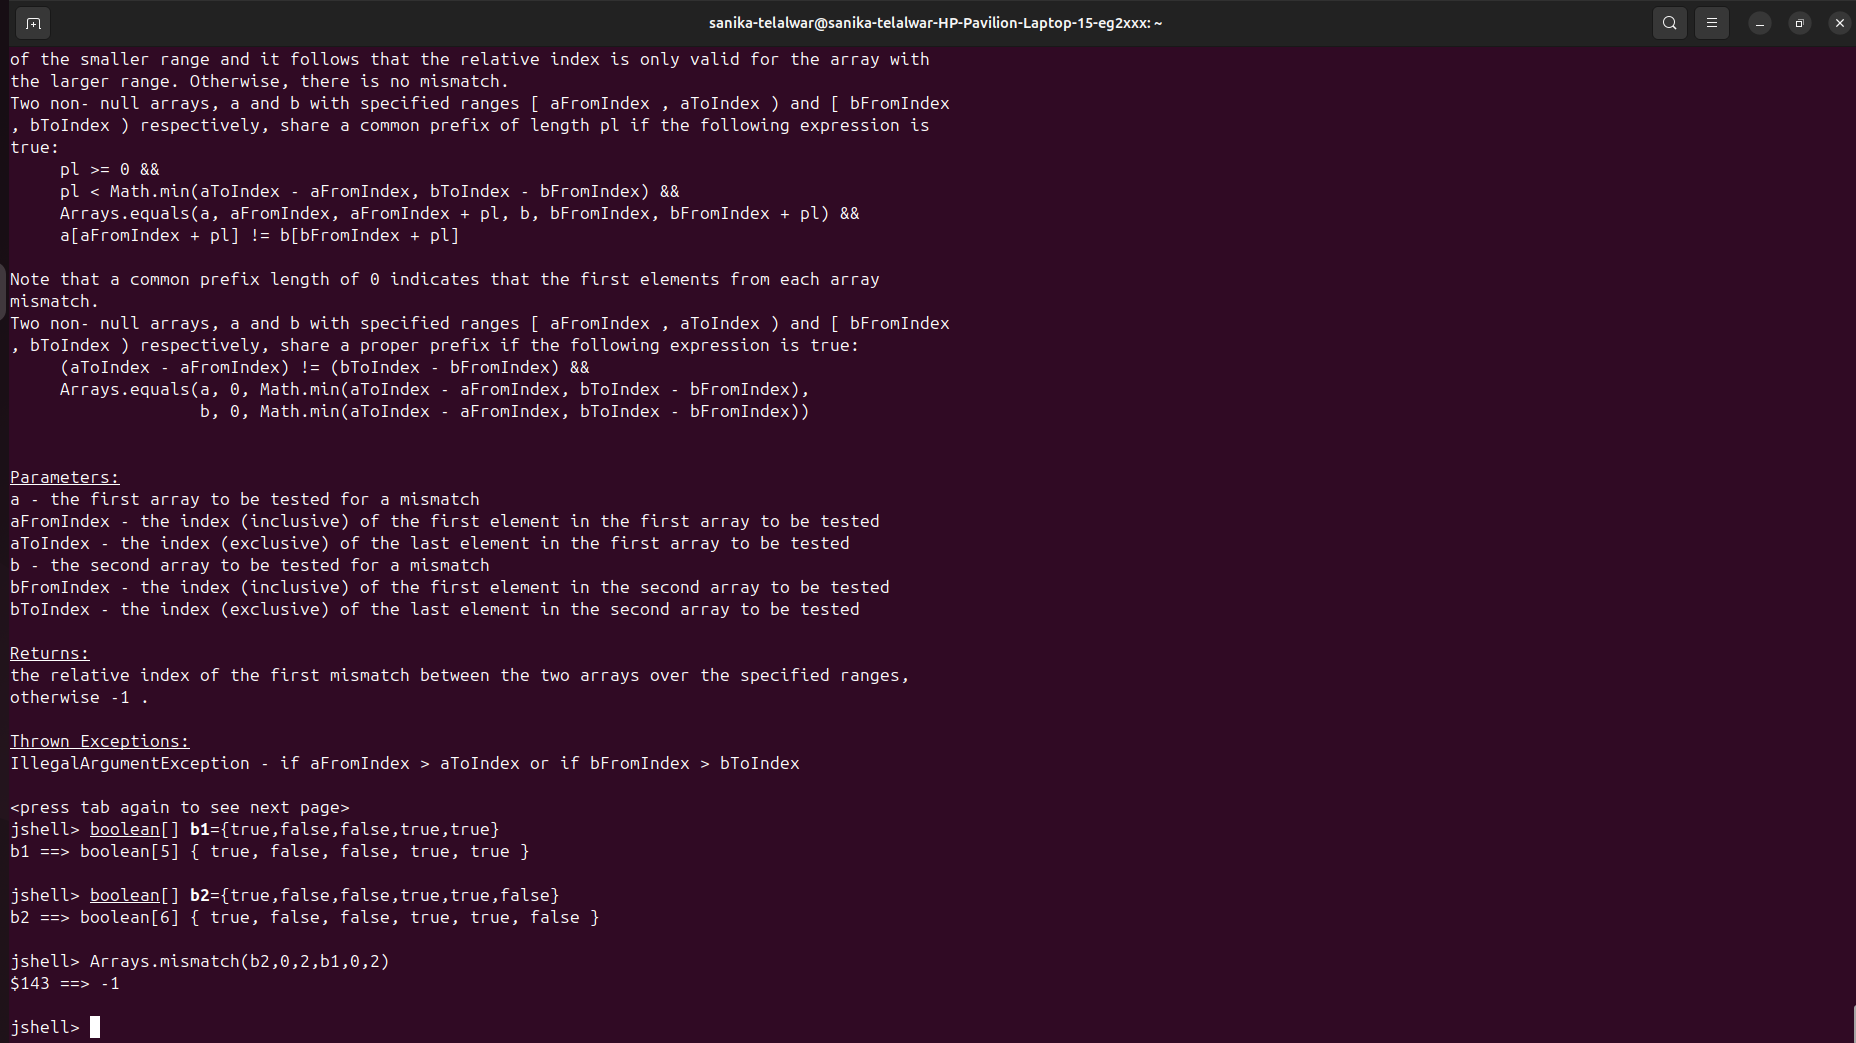 sanika-telalwar@sanika-telalwar-HP-Pavilion-Laptop-15-eg2xxx: ~
of the smaller range and it follows that the relative index is only valid for the array with
the larger range. Otherwise, there is no mismatch.
Two non- null arrays, a and b with specified ranges [ aFromIndex , aToIndex ) and [ bFromIndex
, bToIndex ) respectively, share a common prefix of length pl if the following expression is
true:
     pl >= 0 &&
     pl < Math.min(aToIndex - aFromIndex, bToIndex - bFromIndex) &&
     Arrays.equals(a, aFromIndex, aFromIndex + pl, b, bFromIndex, bFromIndex + pl) &&
     a[aFromIndex + pl] != b[bFromIndex + pl]

Note that a common prefix length of 0 indicates that the first elements from each array
mismatch.
Two non- null arrays, a and b with specified ranges [ aFromIndex , aToIndex ) and [ bFromIndex
, bToIndex ) respectively, share a proper prefix if the following expression is true:
     (aToIndex - aFromIndex) != (bToIndex - bFromIndex) &&
     Arrays.equals(a, 0, Math.min(aToIndex - aFromIndex, bToIndex - bFromIndex),
                   b, 0, Math.min(aToIndex - aFromIndex, bToIndex - bFromIndex))

Parameters:
a - the first array to be tested for a mismatch
aFromIndex - the index (inclusive) of the first element in the first array to be tested
aToIndex - the index (exclusive) of the last element in the first array to be tested
b - the second array to be tested for a mismatch
bFromIndex - the index (inclusive) of the first element in the second array to be tested
bToIndex - the index (exclusive) of the last element in the second array to be tested

Returns:
the relative index of the first mismatch between the two arrays over the specified ranges,
otherwise -1 .

Thrown Exceptions:
IllegalArgumentException - if aFromIndex > aToIndex or if bFromIndex > bToIndex

<press tab again to see next page>
jshell> boolean[] b1={true,false,false,true,true}
b1 ==> boolean[5] { true, false, false, true, true }

jshell> boolean[] b2={true,false,false,true,true,false}
b2 ==> boolean[6] { true, false, false, true, true, false }

jshell> Arrays.mismatch(b2,0,2,b1,0,2)
$143 ==> -1

jshell>